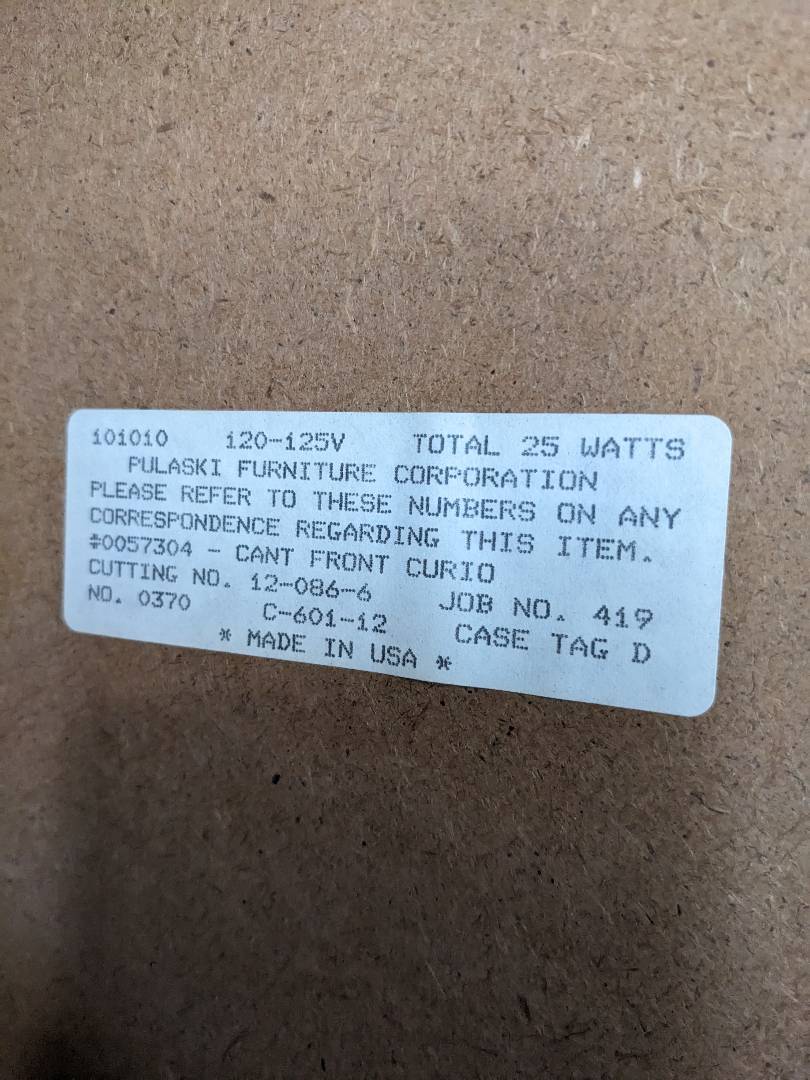 101010 120-125V TOTAL 25 WATTS
PULASKI FURNITURE CORPORATION
PLEASE REFER TO THESE NUMBERS ON ANY
CORRESPONDENCE REGARDING THIS ITEM.
#0057304 - CANT FRONT CURIO
CUTTING NO. 12-086-6 JOB NO. 419
NO. 0370 C-601-12 CASE TAG D
* MADE IN USA *